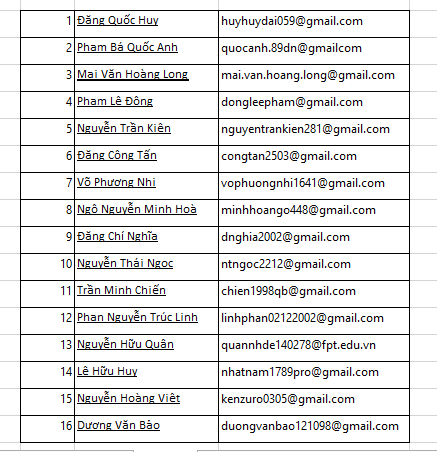 1 Đặng Quốc Huy huyhuydai059@gmail.com
2 Phạm Bá Quốc Anh quocanh.89dn@gmailcom
3 Mai Văn Hoàng Long mai.van.hoang.long@gmail.com
4 Phạm Lê Đông dongleepham@gmail.com
5 Nguyễn Trần Kiên nguyentrankien281@gmail.com
6 Đặng Công Tấn congtan2503@gmail.com
7 Võ Phương Nhi vophuongnhi1641@gmail.com
8 Ngô Nguyễn Minh Hoà minhhoango448@gmail.com
9 Đặng Chí Nghĩa dnghia2002@gmail.com
10 Nguyễn Thái Ngọc ntngoc2212@gmail.com
11 Trần Minh Chiến chien1998qb@gmail.com
12 Phan Nguyễn Trúc Linh linhphan02122002@gmail.com
13 Nguyễn Hữu Quân quannhde140278@fpt.edu.vn
14 Lê Hữu Huy nhatnam1789pro@gmail.com
15 Nguyễn Hoàng Việt kenzuro0305@gmail.com
16 Dương Văn Bảo duongvanbao121098@gmail.com